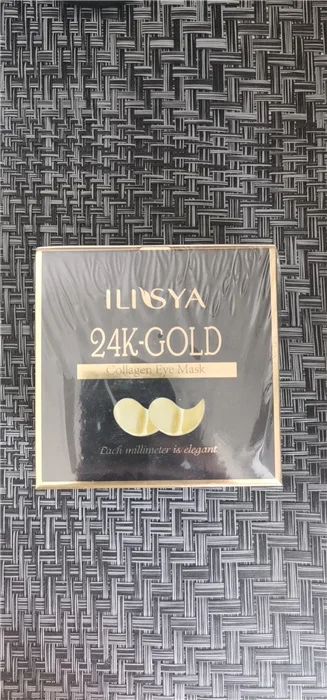 ILISYA
24K-GOLD
Collagen Eye Mask
Each millimeter is elegant